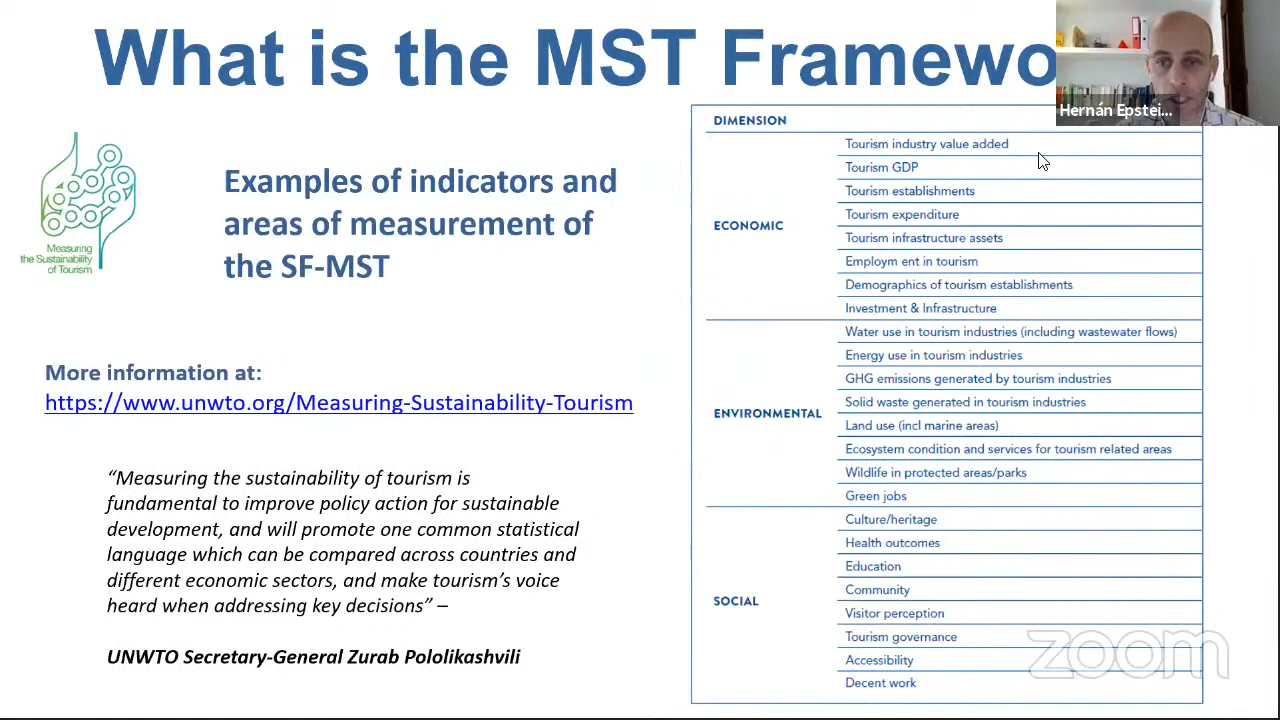 What is the MST Framewo
Hernán Epstei...
Measuring
the Sustainability
of Tourism
Examples of indicators and
areas of measurement of
the SF-MST
More information at:
https://www.unwto.org/Measuring-Sustainability-Tourism
“Measuring the sustainability of tourism is
fundamental to improve policy action for sustainable
development, and will promote one common statistical
language which can be compared across countries and
different economic sectors, and make tourism’s voice
heard when addressing key decisions” –
UNWTO Secretary-General Zurab Pololikashvili
DIMENSION
ECONOMIC
Tourism industry value added
Tourism GDP
Tourism establishments
Tourism expenditure
Tourism infrastructure assets
Employm ent in tourism
Demographics of tourism establishments
Investment & Infrastructure
ENVIRONMENTAL
Water use in tourism industries (including wastewater flows)
Energy use in tourism industries
GHG emissions generated by tourism industries
Solid waste generated in tourism industries
Land use (incl marine areas)
Ecosystem condition and services for tourism related areas
Wildlife in protected areas/parks
Green jobs
SOCIAL
Culture/heritage
Health outcomes
Education
Community
Visitor perception
Tourism governance
Accessibility
Decent work
zoom